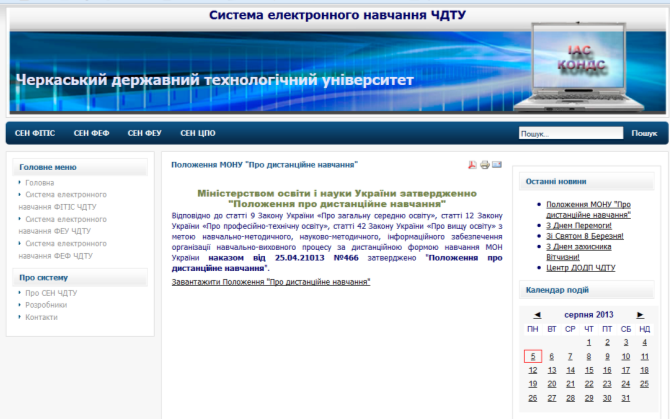 Система електронного навчання ЧДТУ
ІАС
КОНДС
Черкаський державний технологічний університет
СЕН ФІТІС СЕН ФЕФ СЕН ФЕУ СЕН ЦПО
Пошук... Пошук
Головне меню
Головна
Система електронного
навчання ФІТІС ЧДТУ
Система електронного
навчання ФЕУ ЧДТУ
Система електронного
навчання ФЕФ ЧДТУ
Про систему
Про СЕН ЧДТУ
Розробники
Контакти
Положення МОНУ "Про дистанційне навчання"
Міністерством освіти і науки України затвердженно
"Положення про дистанційне навчання"
Відповідно до статті 9 Закону України «Про загальну середню освіту», статті 12 Закону
України «Про професійно-технічну освіту», статті 42 Закону України «Про вищу освіту» з
метою навчально-методичного, науково-методичного, інформаційного забезпечення
організації навчально-виховного процесу за дистанційною формою навчання МОН
України наказом від 25.04.21013 №466 затверджено "Положення про
дистанційне навчання".
Завантажити Положення "Про дистанційне навчання"
Останні новини
Положення МОНУ "Про
дистанційне навчання"
З Днем Перемоги!
Зі Святом 8 Березня!
З Днем захисника
Вітчизни!
Центр ДОДП ЧДТУ
Календар подій
◄ серпня 2013 ►
ПН ВТ СР ЧТ ПТ СБ НД
1 2 3 4
5 6 7 8 9 10 11
12 13 14 15 16 17 18
19 20 21 22 23 24 25
26 27 28 29 30 31